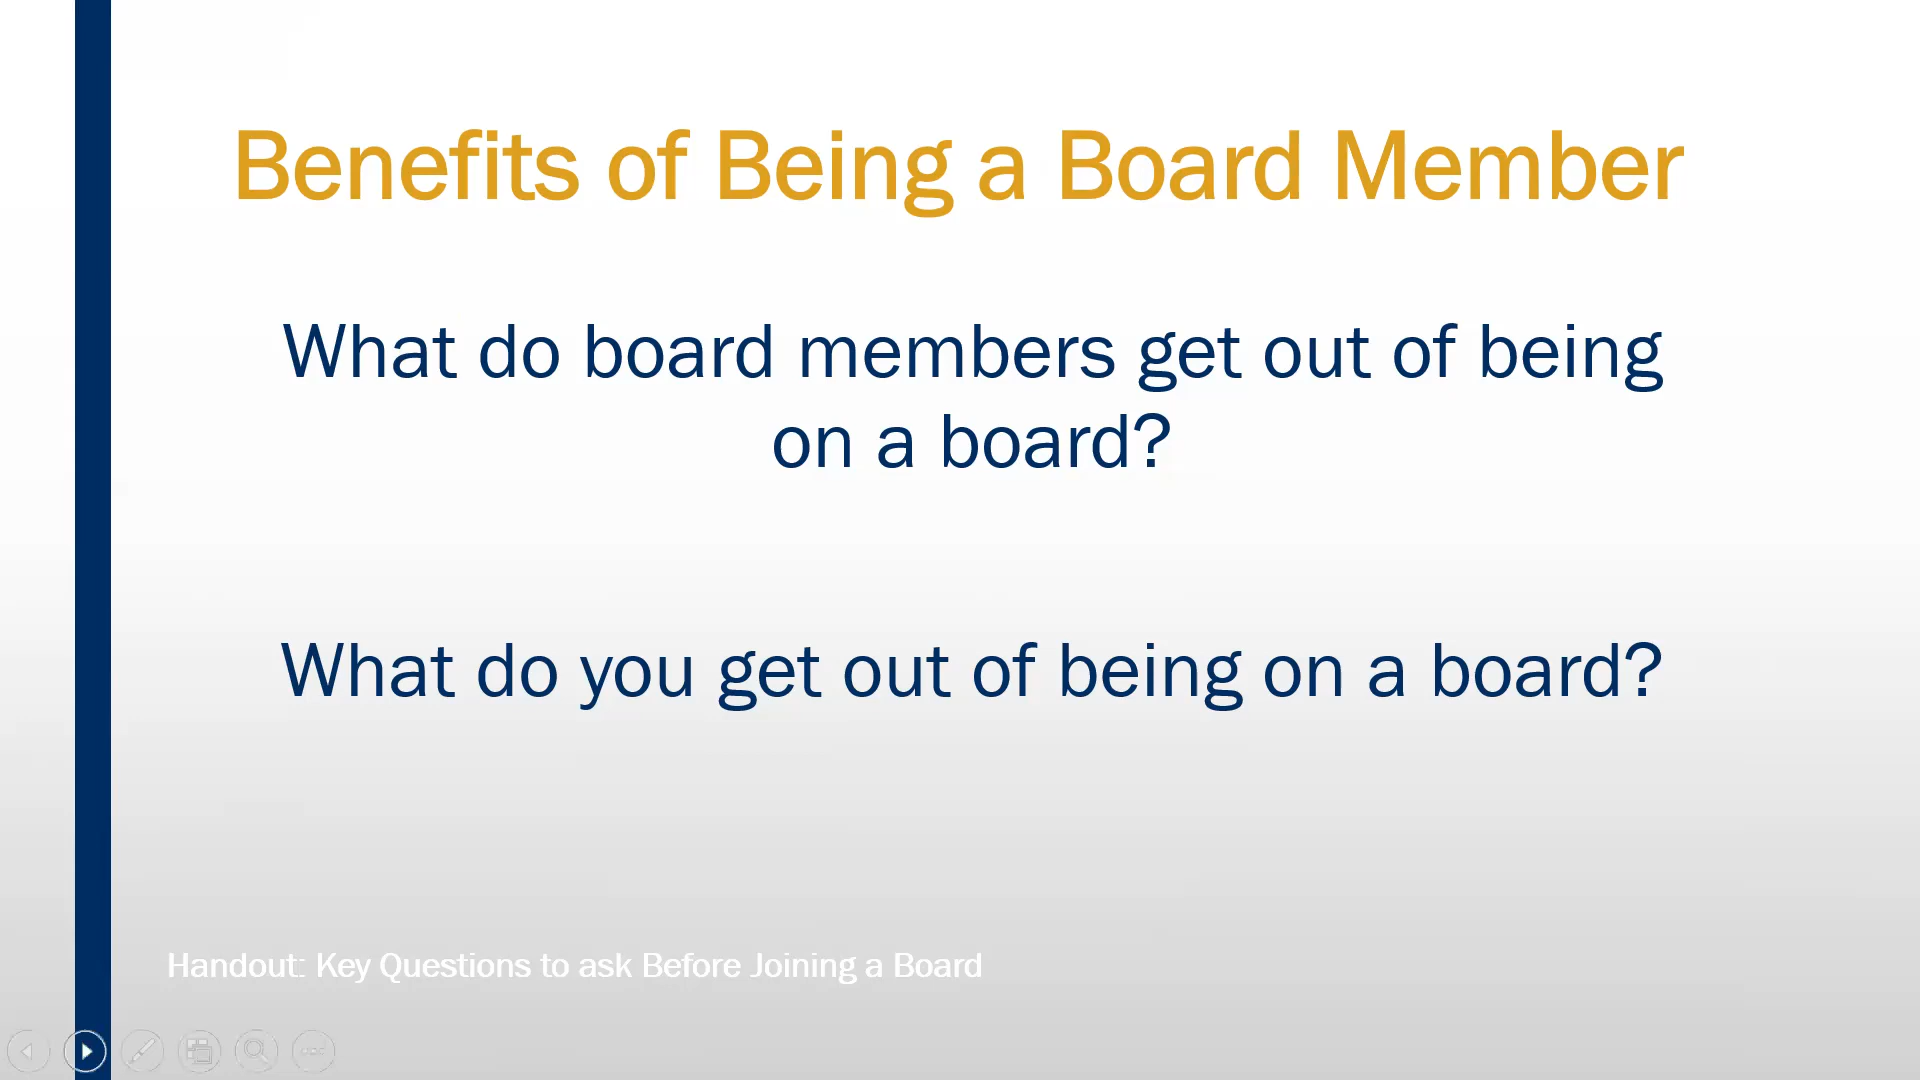 Benefits of Being a Board Member
What do board members get out of being
on a board?
What do you get out of being on a board?
Handout: Key Questions to ask Before Joining a Board